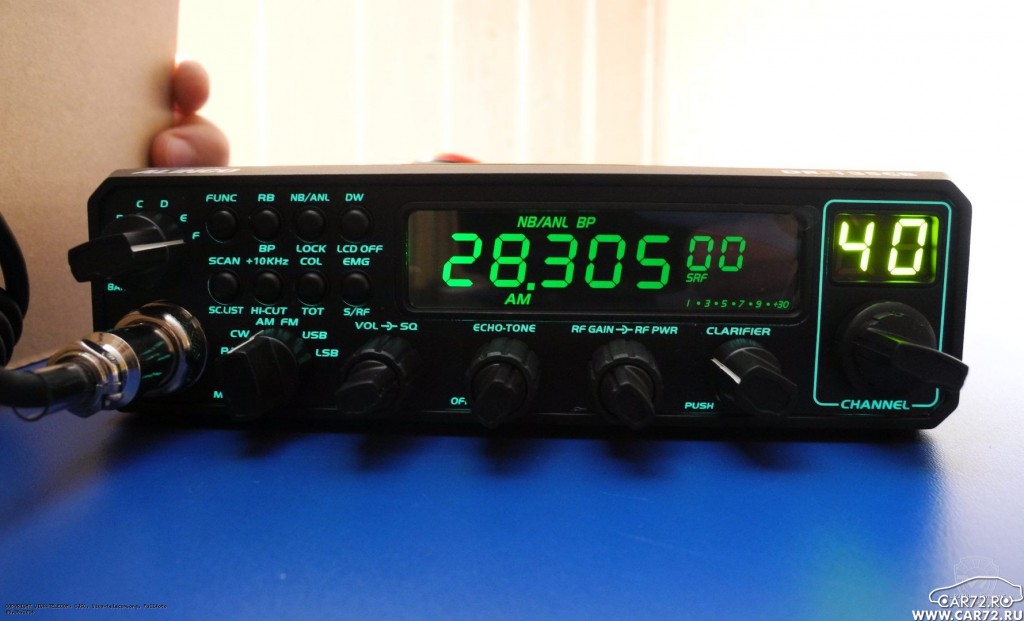 DR-135CB
FUNC RB NB/ANL DW
C D
E
F
BP LOCK LCD OFF
SCAN +10KHz COL EMG
SC.LIST HI-CUT TOT S/RF
NB/ANL BP
28.305 00
SRF
AM
1 • 3 • 5 • 7 • 9 • +30
40
AM FM
CW USB
LSB
VOL SQ
ECHO-TONE
RF GAIN RF PWR
CLARIFIER
PUSH
CHANNEL
CAR72.RU
WWW.CAR72.RU